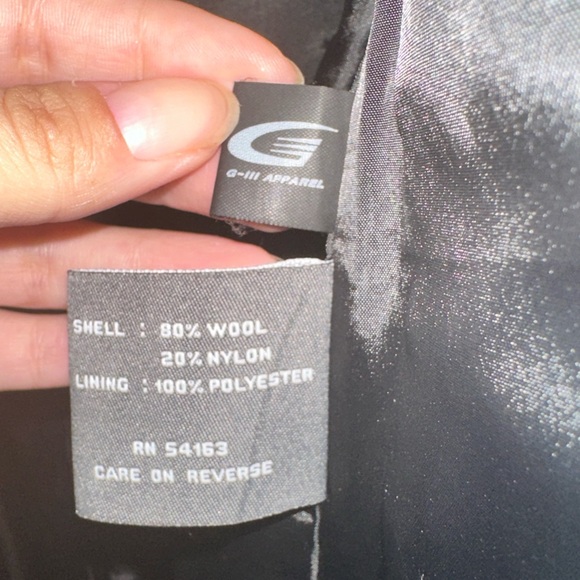 G-III APPAREL
SHELL : 80% WOOL
20% NYLON
LINING : 100% POLYESTER
RN 54163
CARE ON REVERSE